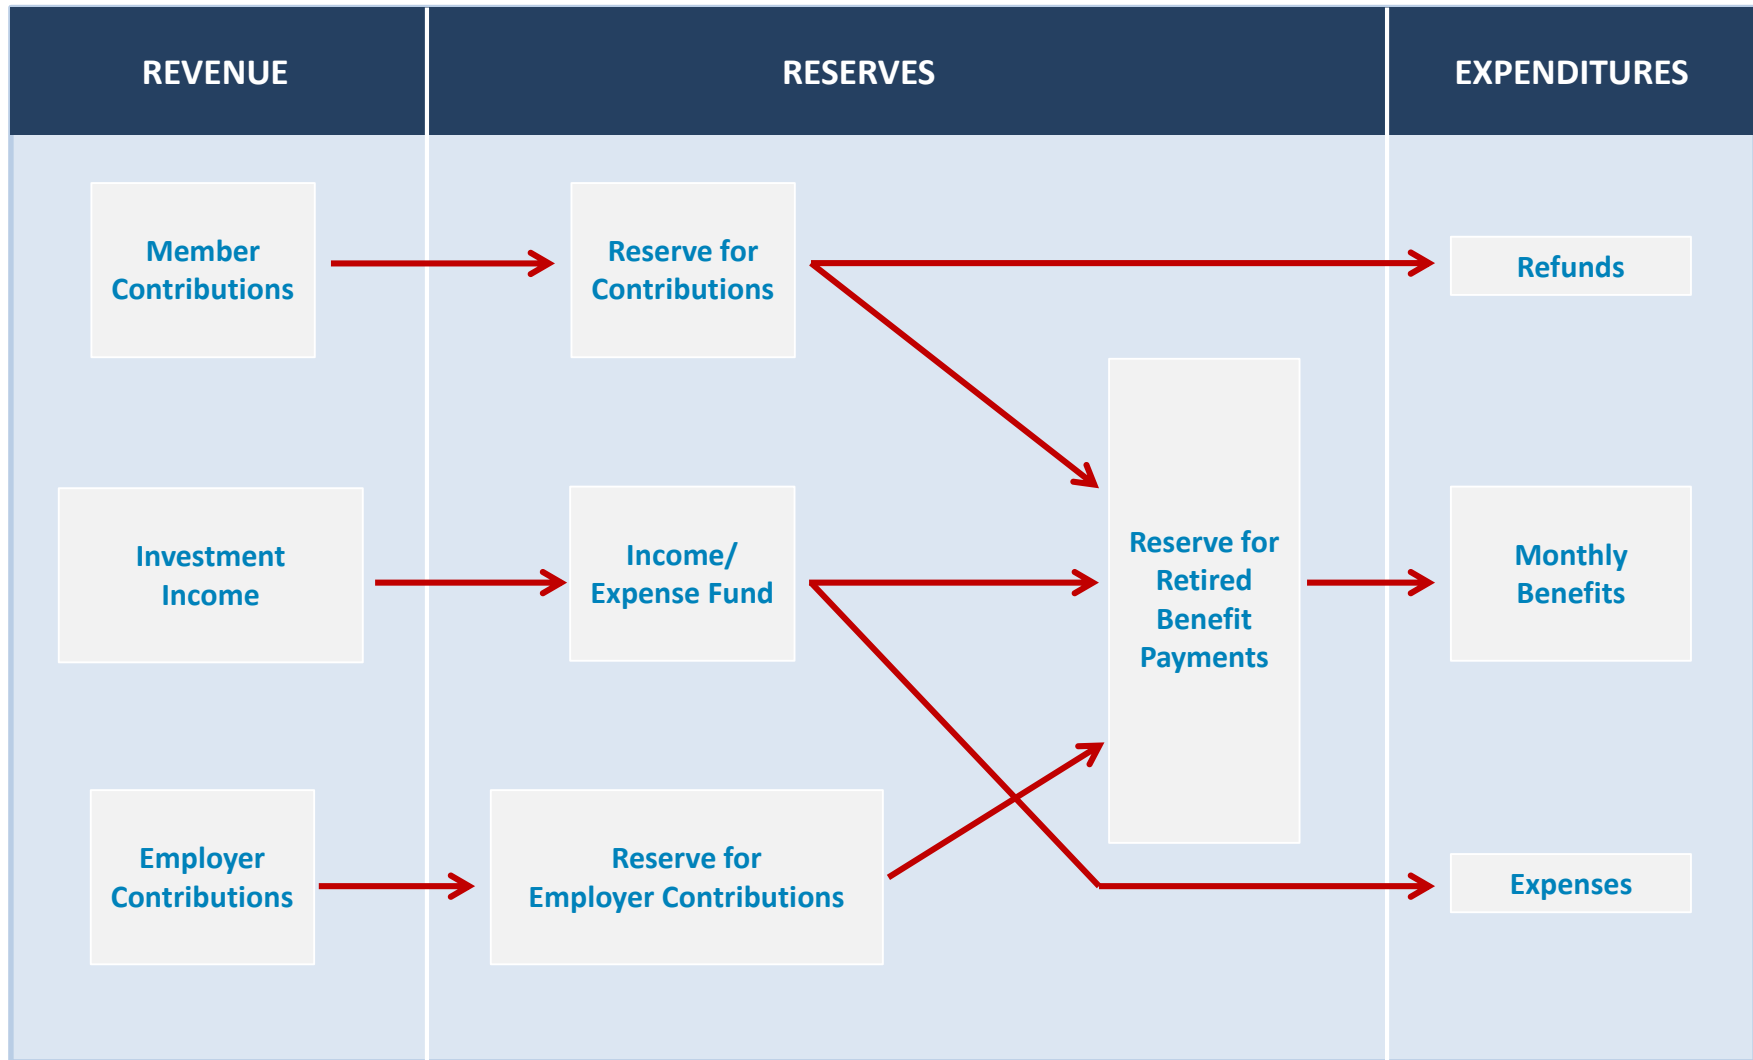 REVENUE
RESERVES
EXPENDITURES
Member
Contributions
Reserve for
Contributions
Refunds
Investment
Income
Income/
Expense Fund
Reserve for
Retired
Benefit
Payments
Monthly
Benefits
Employer
Contributions
Reserve for
Employer Contributions
Expenses